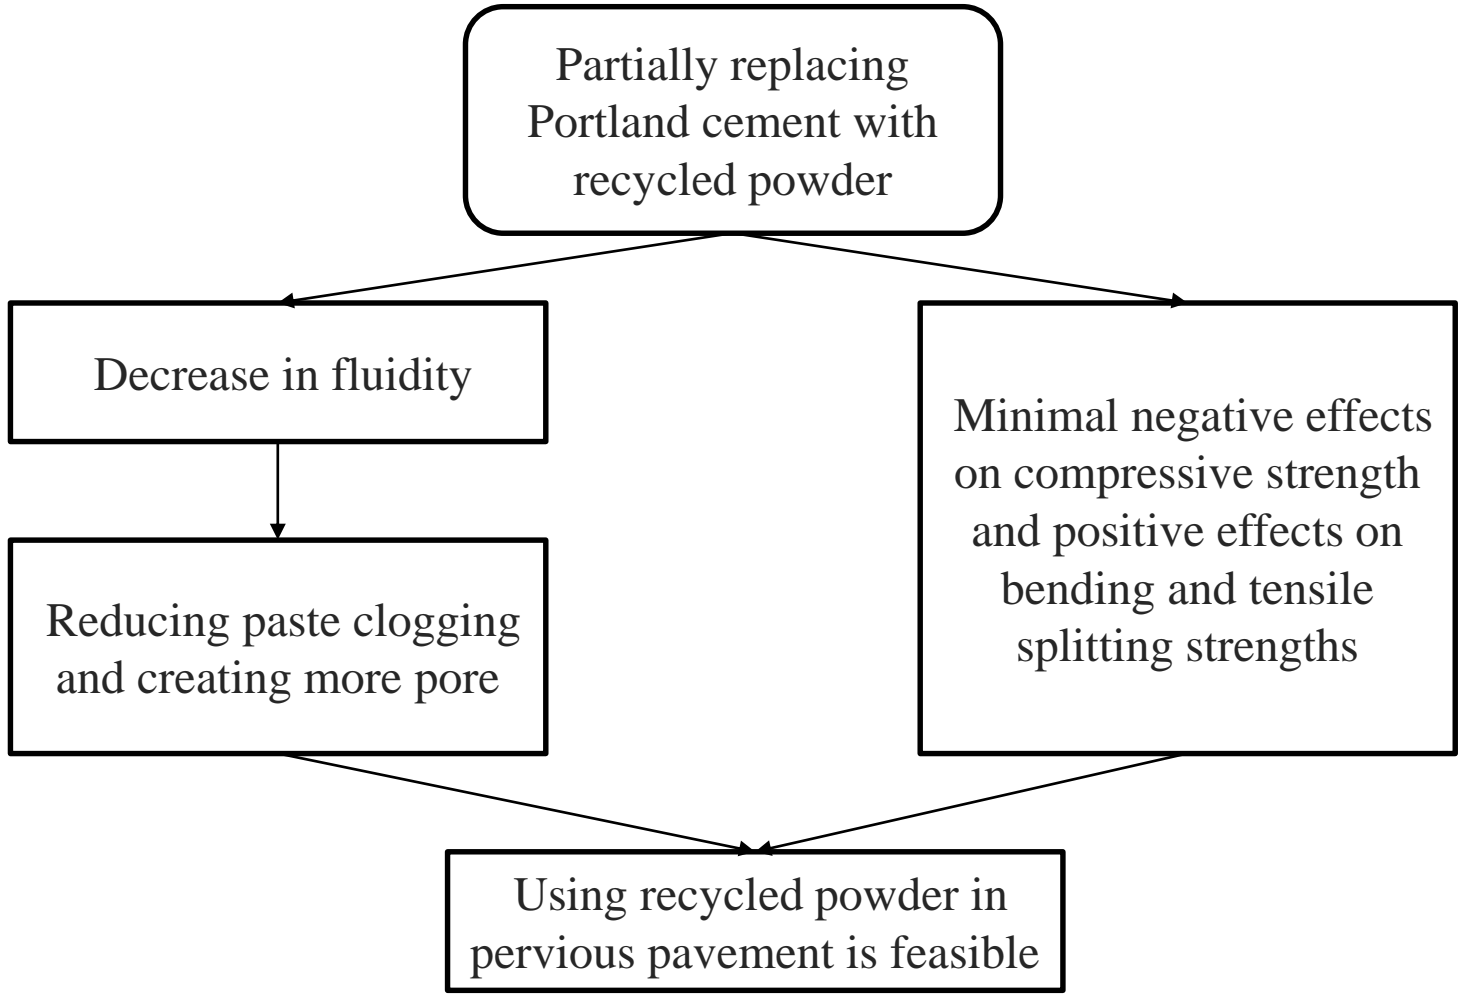 Partially replacing
Portland cement with
recycled powder
Decrease in fluidity
Reducing paste clogging
and creating more pore
Minimal negative effects
on compressive strength
and positive effects on
bending and tensile
splitting strengths
Using recycled powder in
pervious pavement is feasible